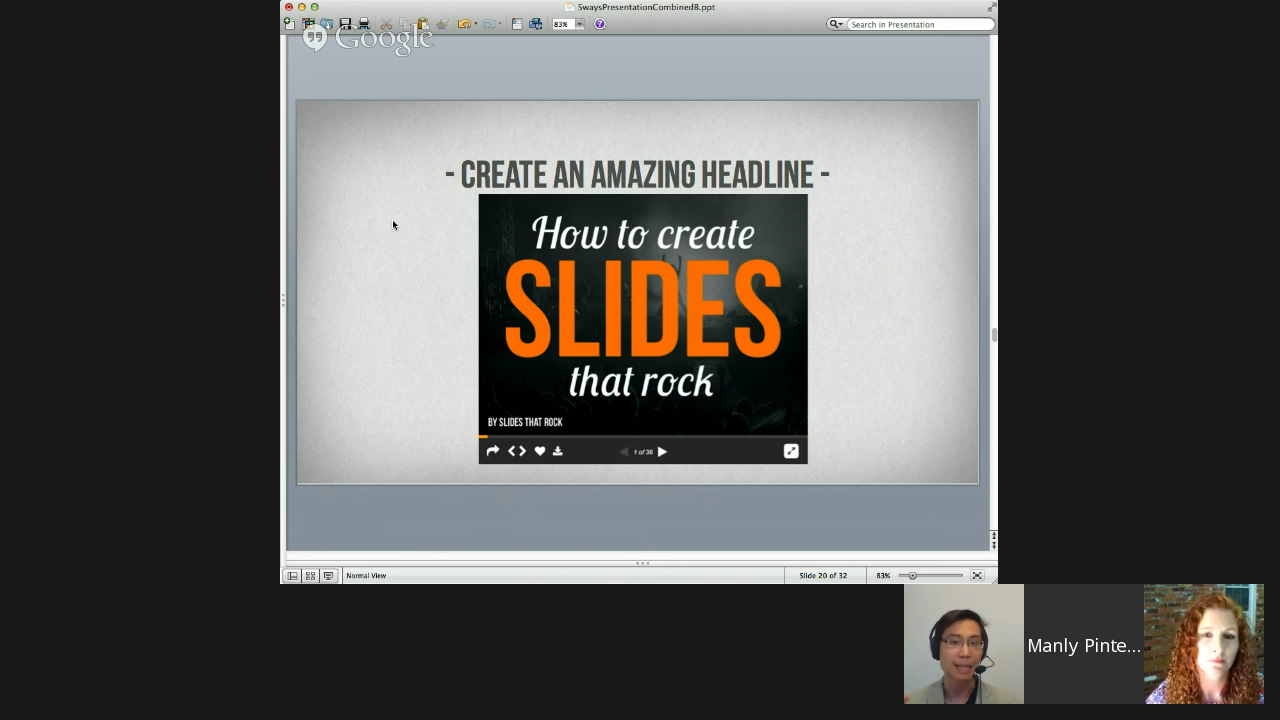 SwaysPresentationCombined8.ppt
83%
Search in Presentation
Google
- CREATE AN AMAZING HEADLINE -
How to create
SLIDES
that rock
BY SLIDES THAT ROCK
1 of 36
Normal View
Slide 20 of 32
83%
Manly Pinte...